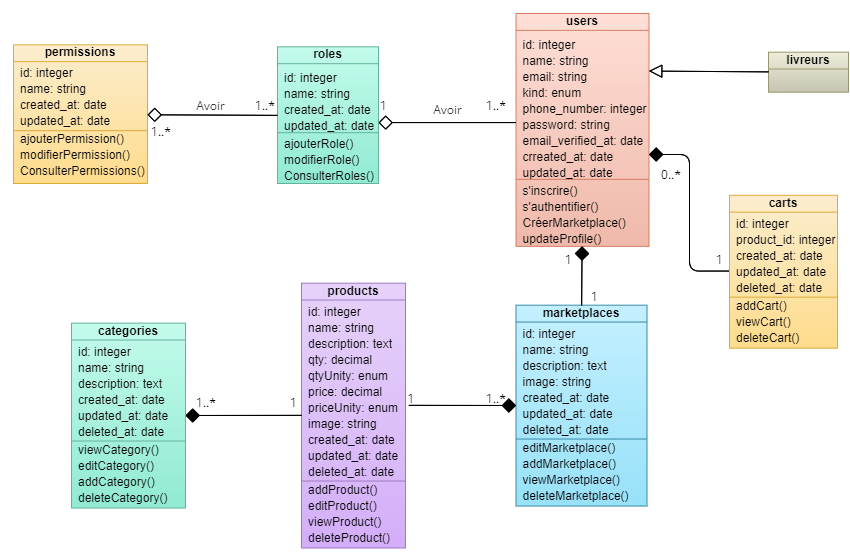 permissions
id: integer
name: string
created_at: date
updated_at: date
ajouterPermission()
modifierPermission()
ConsulterPermissions()
1..*
Avoir
1..*
roles
id: integer
name: string
created_at: date
updated_at: date
ajouterRole()
modifierRole()
ConsulterRoles()
1
Avoir
1..*
users
id: integer
name: string
email: string
kind: enum
phone_number: integer
password: string
email_verified_at: date
crreated_at: date
updated_at: date
s'inscrire()
s'authentifier()
CréerMarketplace()
updateProfile()
livreurs
0..*
1
carts
id: integer
product_id: integer
created_at: date
updated_at: date
deleted_at: date
addCart()
viewCart()
deleteCart()
1
1
categories
id: integer
name: string
description: text
created_at: date
updated_at: date
deleted_at: date
viewCategory()
editCategory()
addCategory()
deleteCategory()
1..*
1
products
id: integer
name: string
description: text
qty: decimal
qtyUnity: enum
price: decimal
priceUnity: enum
image: string
created_at: date
updated_at: date
deleted_at: date
addProduct()
editProduct()
viewProduct()
deleteProduct()
1
1..*
marketplaces
id: integer
name: string
description: text
image: string
created_at: date
updated_at: date
deleted_at: date
editMarketplace()
addMarketplace()
viewMarketplace()
deleteMarketplace()